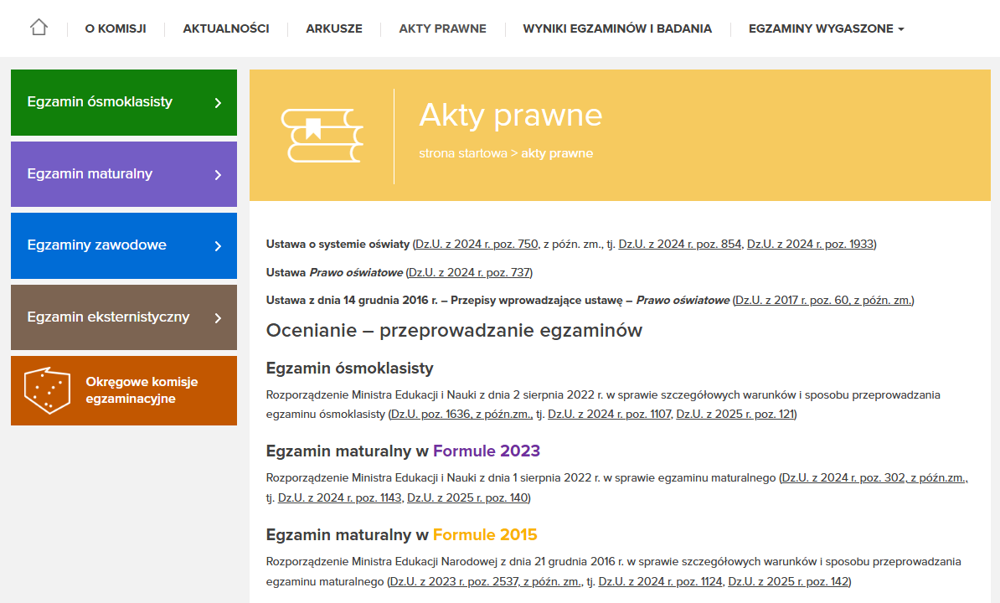 O KOMISJI AKTUALNOŚCI ARKUSZE AKTY PRAWNE WYNIKI EGZAMINÓW I BADANIA EGZAMINY WYGASZONE
Egzamin ósmoklasisty
Egzamin maturalny
Egzaminy zawodowe
Egzamin eksternistyczny
Okręgowe komisje
egzaminacyjne
Akty prawne
strona startowa > akty prawne
Ustawa o systemie oświaty (Dz.U. z 2024 r. poz. 750, z późn. zm., tj. Dz.U. z 2024 r. poz. 854, Dz.U. z 2024 r. poz. 1933)
Ustawa Prawo oświatowe (Dz.U. z 2024 r. poz. 737)
Ustawa z dnia 14 grudnia 2016 r. – Przepisy wprowadzające ustawę – Prawo oświatowe (Dz.U. z 2017 r. poz. 60, z późn. zm.)
Ocenianie – przeprowadzanie egzaminów
Egzamin ósmoklasisty
Rozporządzenie Ministra Edukacji i Nauki z dnia 2 sierpnia 2022 r. w sprawie szczegółowych warunków i sposobu przeprowadzania
egzaminu ósmoklasisty (Dz.U. poz. 1636, z późn.zm., tj. Dz.U. z 2024 r. poz. 1107, Dz.U. z 2025 r. poz. 121)
Egzamin maturalny w Formule 2023
Rozporządzenie Ministra Edukacji i Nauki z dnia 1 sierpnia 2022 r. w sprawie egzaminu maturalnego (Dz.U. z 2024 r. poz. 302, z późn.zm.,
tj. Dz.U. z 2024 r. poz. 1143, Dz.U. z 2025 r. poz. 140)
Egzamin maturalny w Formule 2015
Rozporządzenie Ministra Edukacji Narodowej z dnia 21 grudnia 2016 r. w sprawie szczegółowych warunków i sposobu przeprowadzania
egzaminu maturalnego (Dz.U. z 2023 r. poz. 2537, z późn. zm., tj. Dz.U. z 2024 r. poz. 1124, Dz.U. z 2025 r. poz. 142)